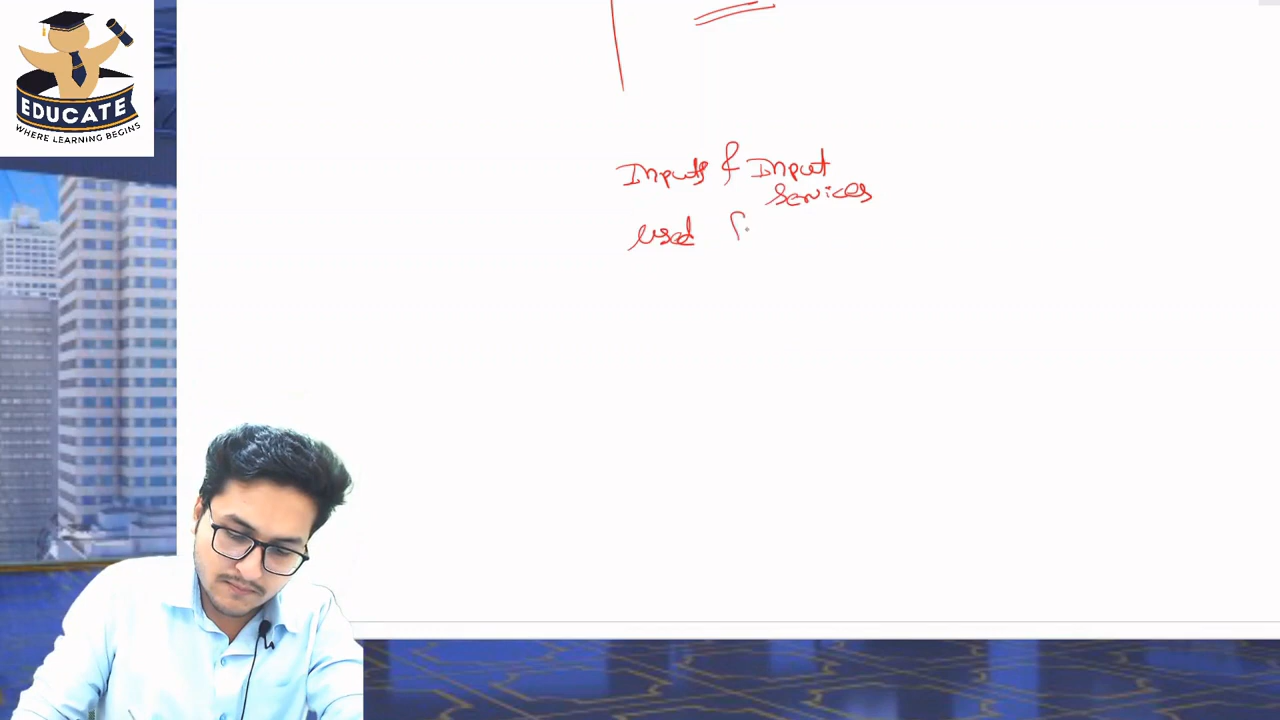 EDUCATE
WHERE LEARNING BEGINS
Inputs & Input
Services
used